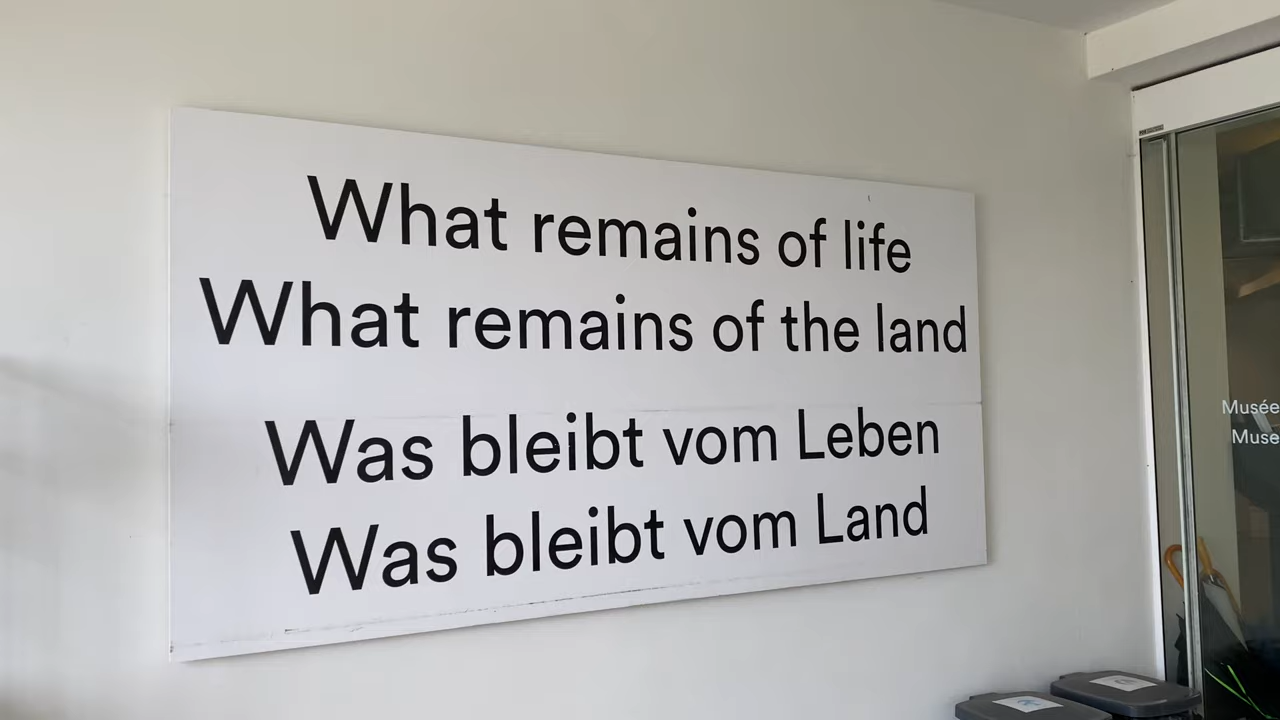 What remains of life
What remains of the land
Was bleibt vom Leben
Was bleibt vom Land
Musée
Muse